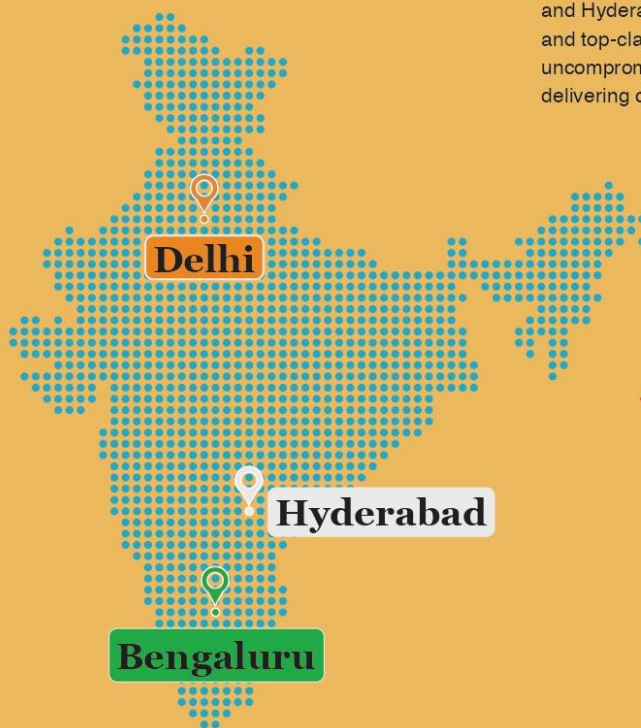 and Hydera
and top-cla
uncompron
delivering
Delhi
Hyderabad
Bengaluru